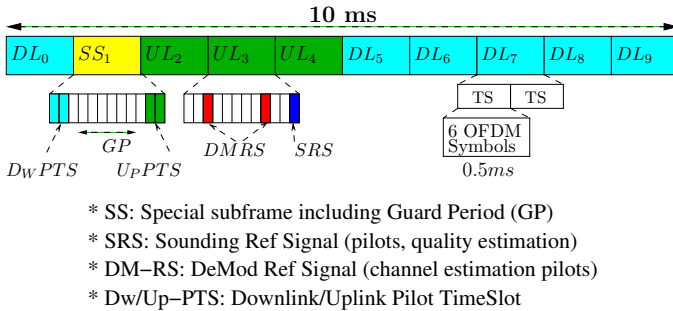 10 ms
DL0 SS1 UL2 UL3 UL4 DL5 DL6 DL7 DL8 DL9
TS TS
GP DMRS SRS
6 OFDM
Symbols
DWPTS UPPTS
0.5ms
* SS: Special subframe including Guard Period (GP)
* SRS: Sounding Ref Signal (pilots, quality estimation)
* DM−RS: DeMod Ref Signal (channel estimation pilots)
* Dw/Up−PTS: Downlink/Uplink Pilot TimeSlot